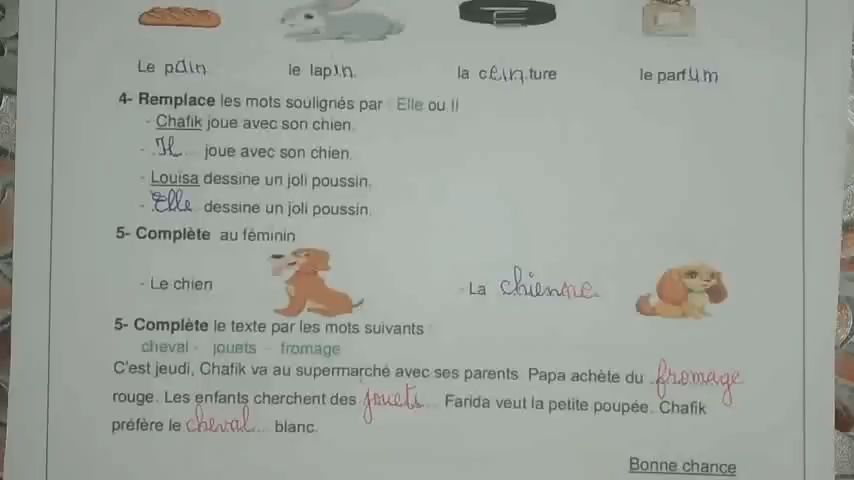 Le pain le lapin la ceinture le parfum
4- Remplace les mots soulignés par Elle ou Il
- Chafik joue avec son chien.
- Il joue avec son chien.
- Louisa dessine un joli poussin.
- Elle dessine un joli poussin.
5- Complète au féminin
- Le chien - La chienne
5- Complète le texte par les mots suivants
cheval - jouets - fromage
C'est jeudi, Chafik va au supermarché avec ses parents. Papa achète du fromage
rouge. Les enfants cherchent des jouets... Farida veut la petite poupée. Chafik
préfère le cheval... blanc.
Bonne chance